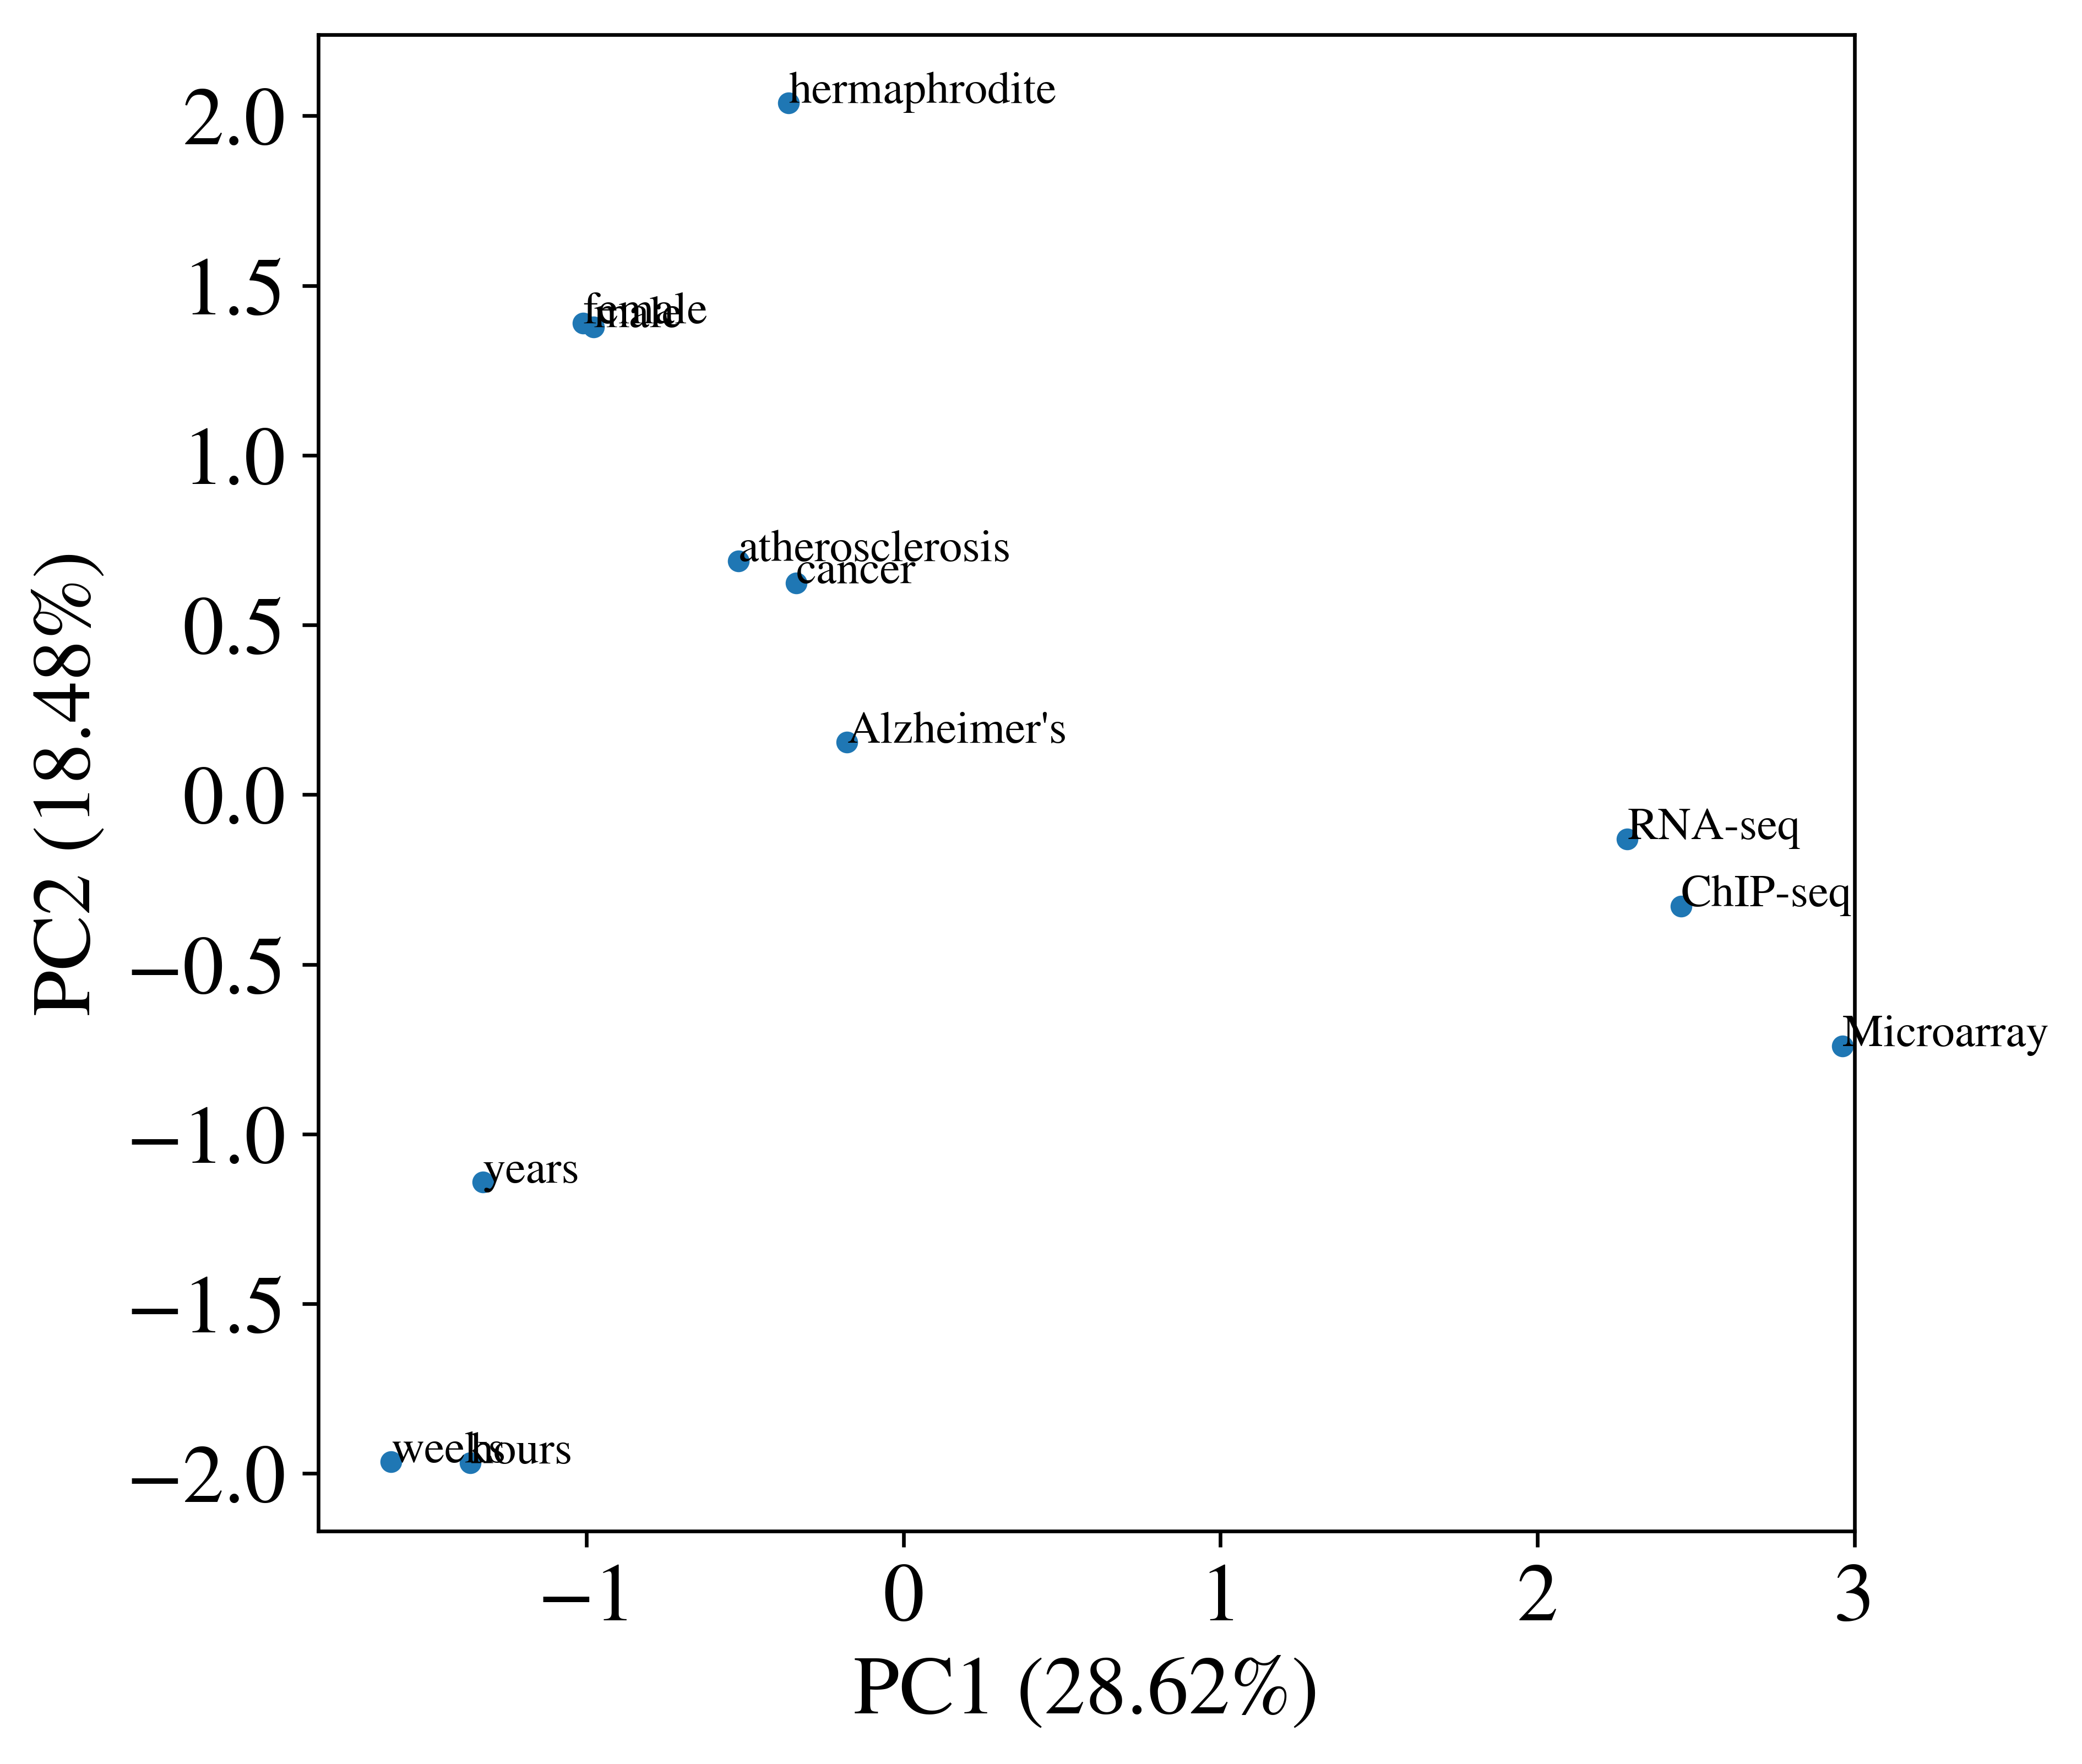 hermaphrodite
female
male
atherosclerosis
cancer
Alzheimer's
RNA-seq
ChIP-seq
Microarray
years
weeks
hours
2.0
1.5
1.0
0.5
0.0
−0.5
−1.0
−1.5
−2.0
PC2 (18.48%)
−1 0 1 2 3
PC1 (28.62%)